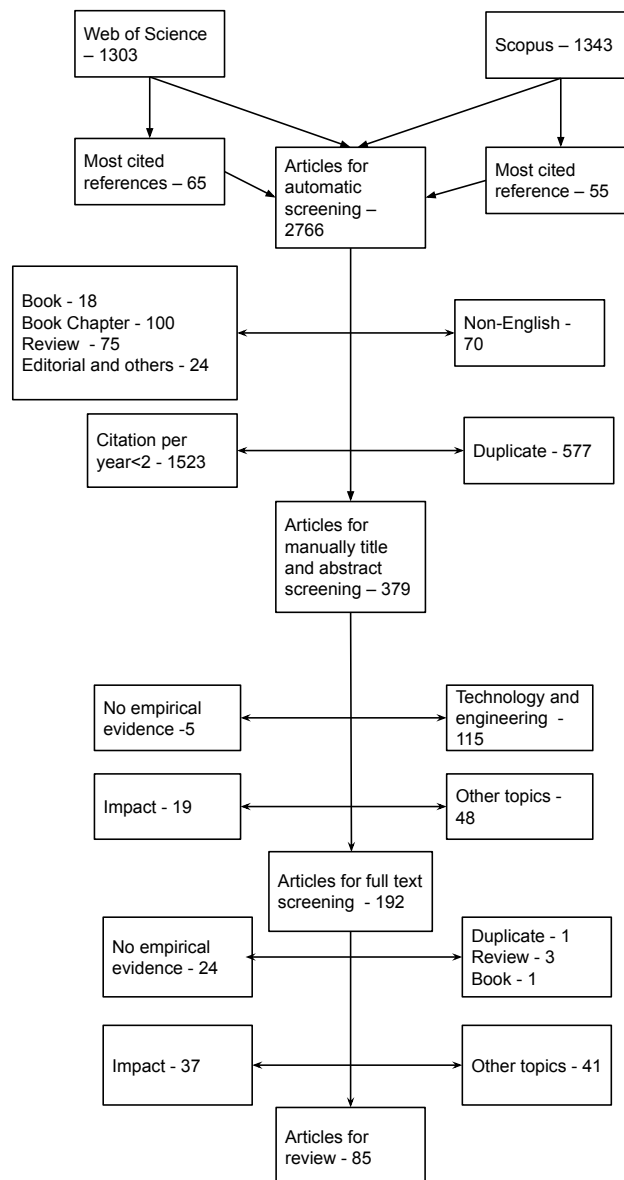 Web of Science
– 1303
Scopus – 1343
Most cited
references – 65
Articles for
automatic
screening –
2766
Most cited
reference – 55
Book - 18
Book Chapter - 100
Review  - 75
Editorial and others - 24
Non-English -
70
Citation per
year<2 - 1523
Duplicate - 577
Articles for
manually title
and abstract
screening – 379
No empirical
evidence -5
Technology and
engineering  -
115
Impact - 19
Other topics -
48
Articles for full text
screening  - 192
No empirical
evidence - 24
Duplicate - 1
Review - 3
Book - 1
Impact - 37
Other topics - 41
Articles for
review - 85